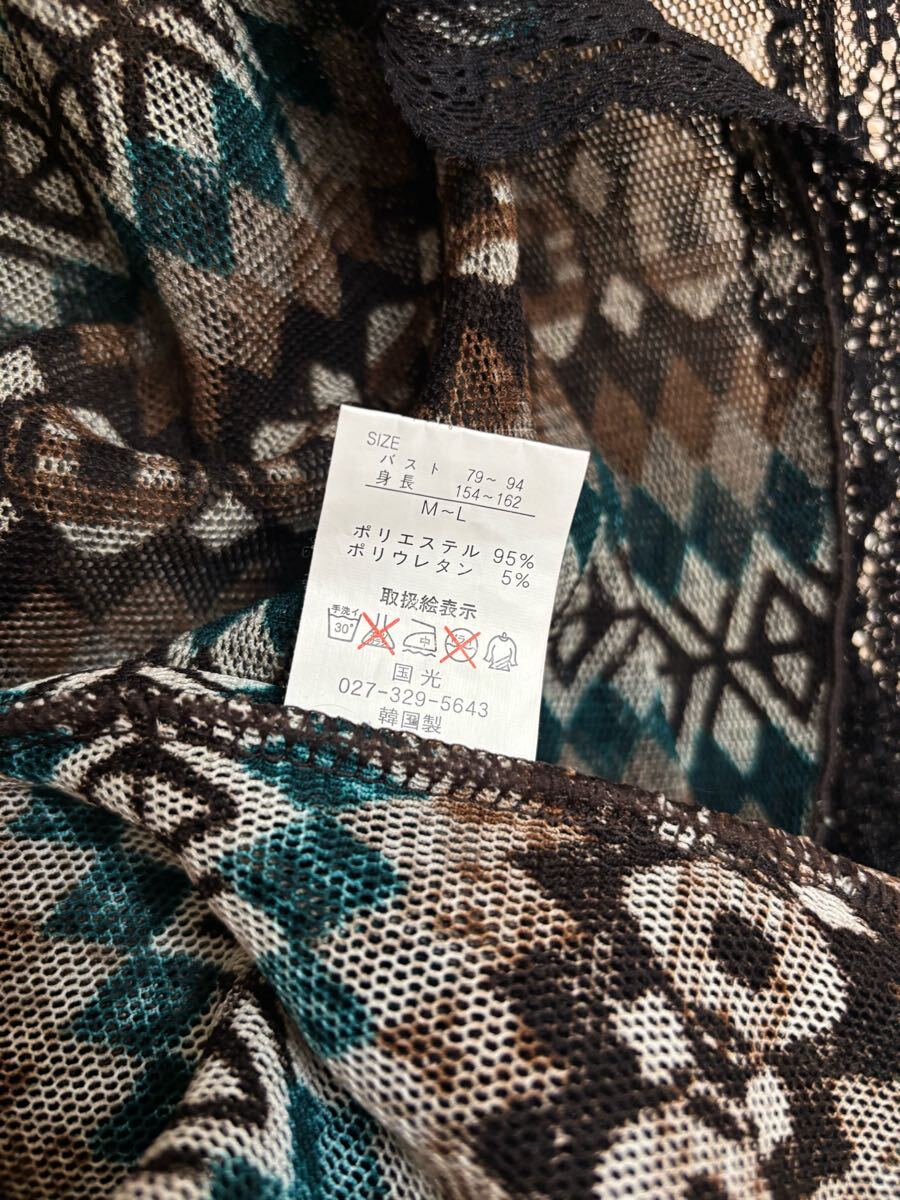 SIZE
バスト 79～94
身長 154～162
M～L
ポリエステル 95%
ポリウレタン 5%
取扱絵表示
手洗イ
30° 中
国光
027-329-5643
韓国製